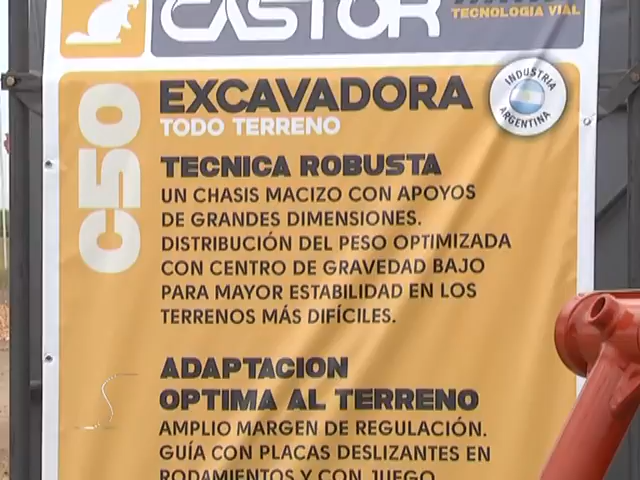 CASTOR
TECNOLOGIA VIAL
C50
EXCAVADORA
TODO TERRENO
INDUSTRIA
ARGENTINA
TECNICA ROBUSTA
UN CHASIS MACIZO CON APOYOS
DE GRANDES DIMENSIONES.
DISTRIBUCIÓN DEL PESO OPTIMIZADA
CON CENTRO DE GRAVEDAD BAJO
PARA MAYOR ESTABILIDAD EN LOS
TERRENOS MÁS DIFÍCILES.
ADAPTACION
OPTIMA AL TERRENO
AMPLIO MARGEN DE REGULACIÓN.
GUÍA CON PLACAS DESLIZANTES EN
RODAMIENTOS Y CON JUEGO